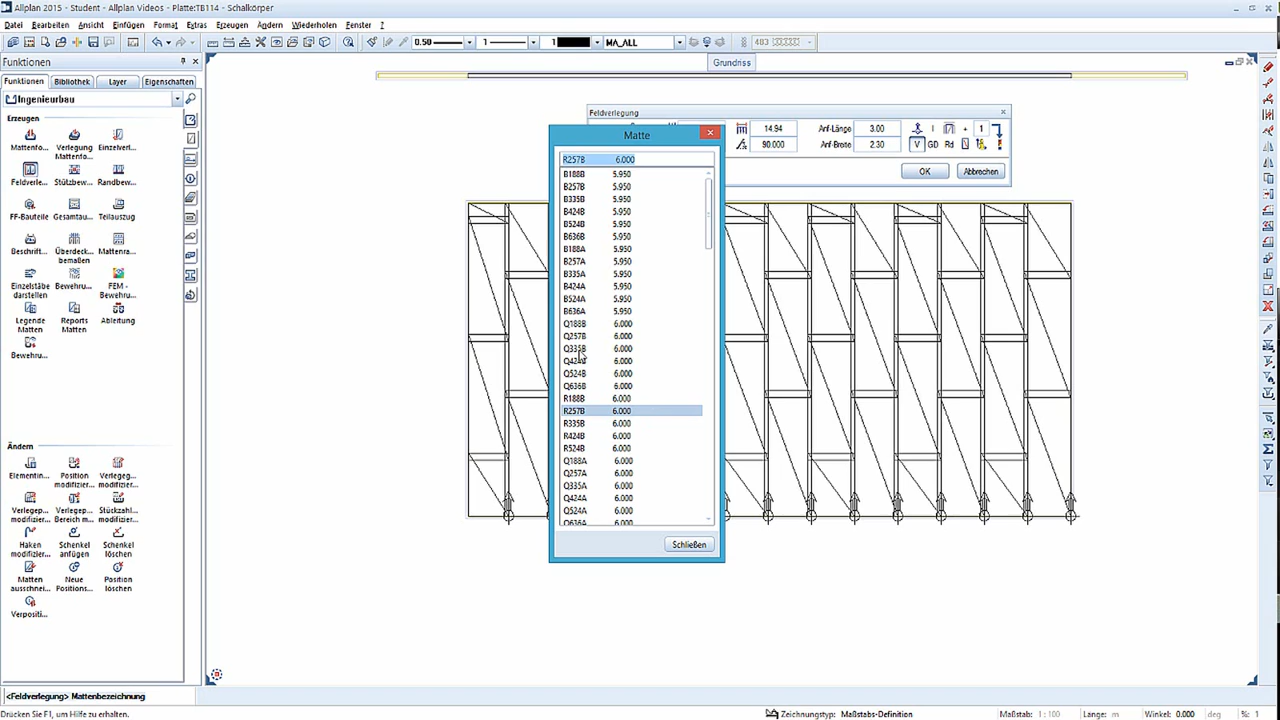 Allplan 2015 - Student - Allplan Videos - Platte:TB114 - Schalkörper
Datei Bearbeiten Ansicht Einfügen Format Extras Erzeugen Ändern Wiederholen Fenster ?
0.50 1 1 MA_ALL 403
Funktionen
Funktionen Bibliothek Layer Eigenschaften
Ingenieurbau
Erzeugen
Mattenfo... Verlegung Mattenfo... Einzelverl...
Feldverle... Stützbew... Randbew...
FF-Bauteile Gesamtau... Teilauszug
Beschrift... Überdeck... bemaßen Mattenra...
Einzelstäbe darstellen Bewehru... FEM - Bewehru...
Legende Matten Reports Matten Ableitung
Bewehru...
Ändern
Elementin... Position modifizier... Verlegep... modifizier...
Verlegep... modifizier... Verlegep... Bereich m... Stückzahl... modifizier...
Haken modifizier... Schenkel anfügen Schenkel löschen
Matten ausschnei... Neue Positions... Position löschen
Verpositi...
Grundriss
Feldverlegung
14.94 Anf-Länge 3.00 1
90.000 Anf-Breite 2.30 V GD Rd
OK Abbrechen
Matte
R257B 6.000
B188B 5.950
B257B 5.950
B335B 5.950
B424B 5.950
B524B 5.950
B636B 5.950
B188A 5.950
B257A 5.950
B335A 5.950
B424A 5.950
B524A 5.950
B636A 5.950
Q188B 6.000
Q257B 6.000
Q335B 6.000
Q424B 6.000
Q524B 6.000
Q636B 6.000
R188B 6.000
R257B 6.000
R335B 6.000
R424B 6.000
R524B 6.000
Q188A 6.000
Q257A 6.000
Q335A 6.000
Q424A 6.000
Q524A 6.000
Q636A 6.000
Schließen
<Feldverlegung> Mattenbezeichnung
Drücken Sie F1, um Hilfe zu erhalten.
Zeichnungstyp: Maßstabs-Definition Maßstab: 1 : 100 Länge: m Winkel: 0.000 deg %: 1